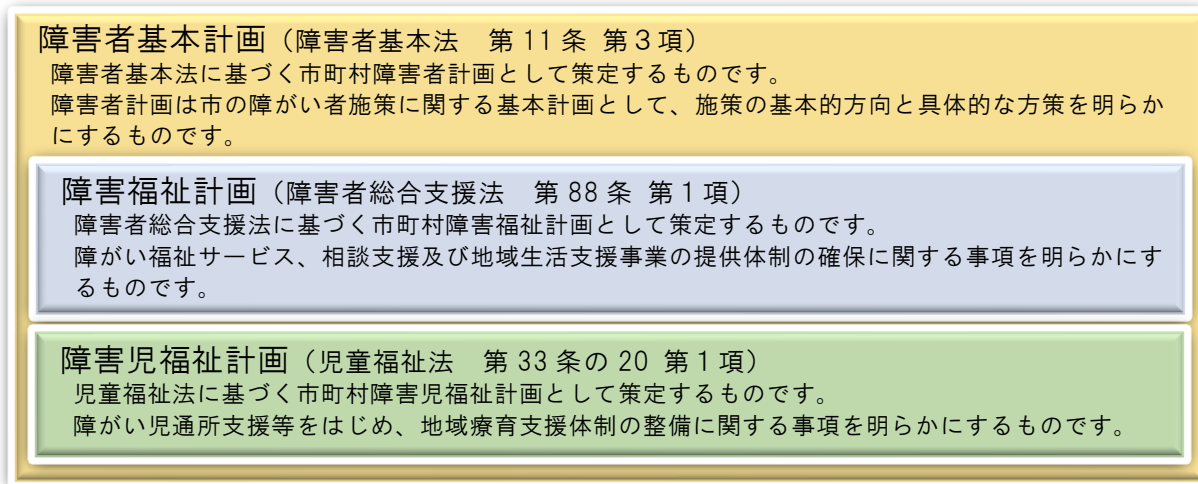 障害者基本計画（障害者基本法　第11条 第３項）
障害者基本法に基づく市町村障害者計画として策定するものです。
障害者計画は市の障がい者施策に関する基本計画として、施策の基本的方向と具体的な方策を明らか
にするものです。
障害福祉計画（障害者総合支援法　第88条 第１項）
障害者総合支援法に基づく市町村障害福祉計画として策定するものです。
障がい福祉サービス、相談支援及び地域生活支援事業の提供体制の確保に関する事項を明らかにす
るものです。
障害児福祉計画（児童福祉法　第33条の20 第１項）
児童福祉法に基づく市町村障害児福祉計画として策定するものです。
障がい児通所支援等をはじめ、地域療育支援体制の整備に関する事項を明らかにするものです。